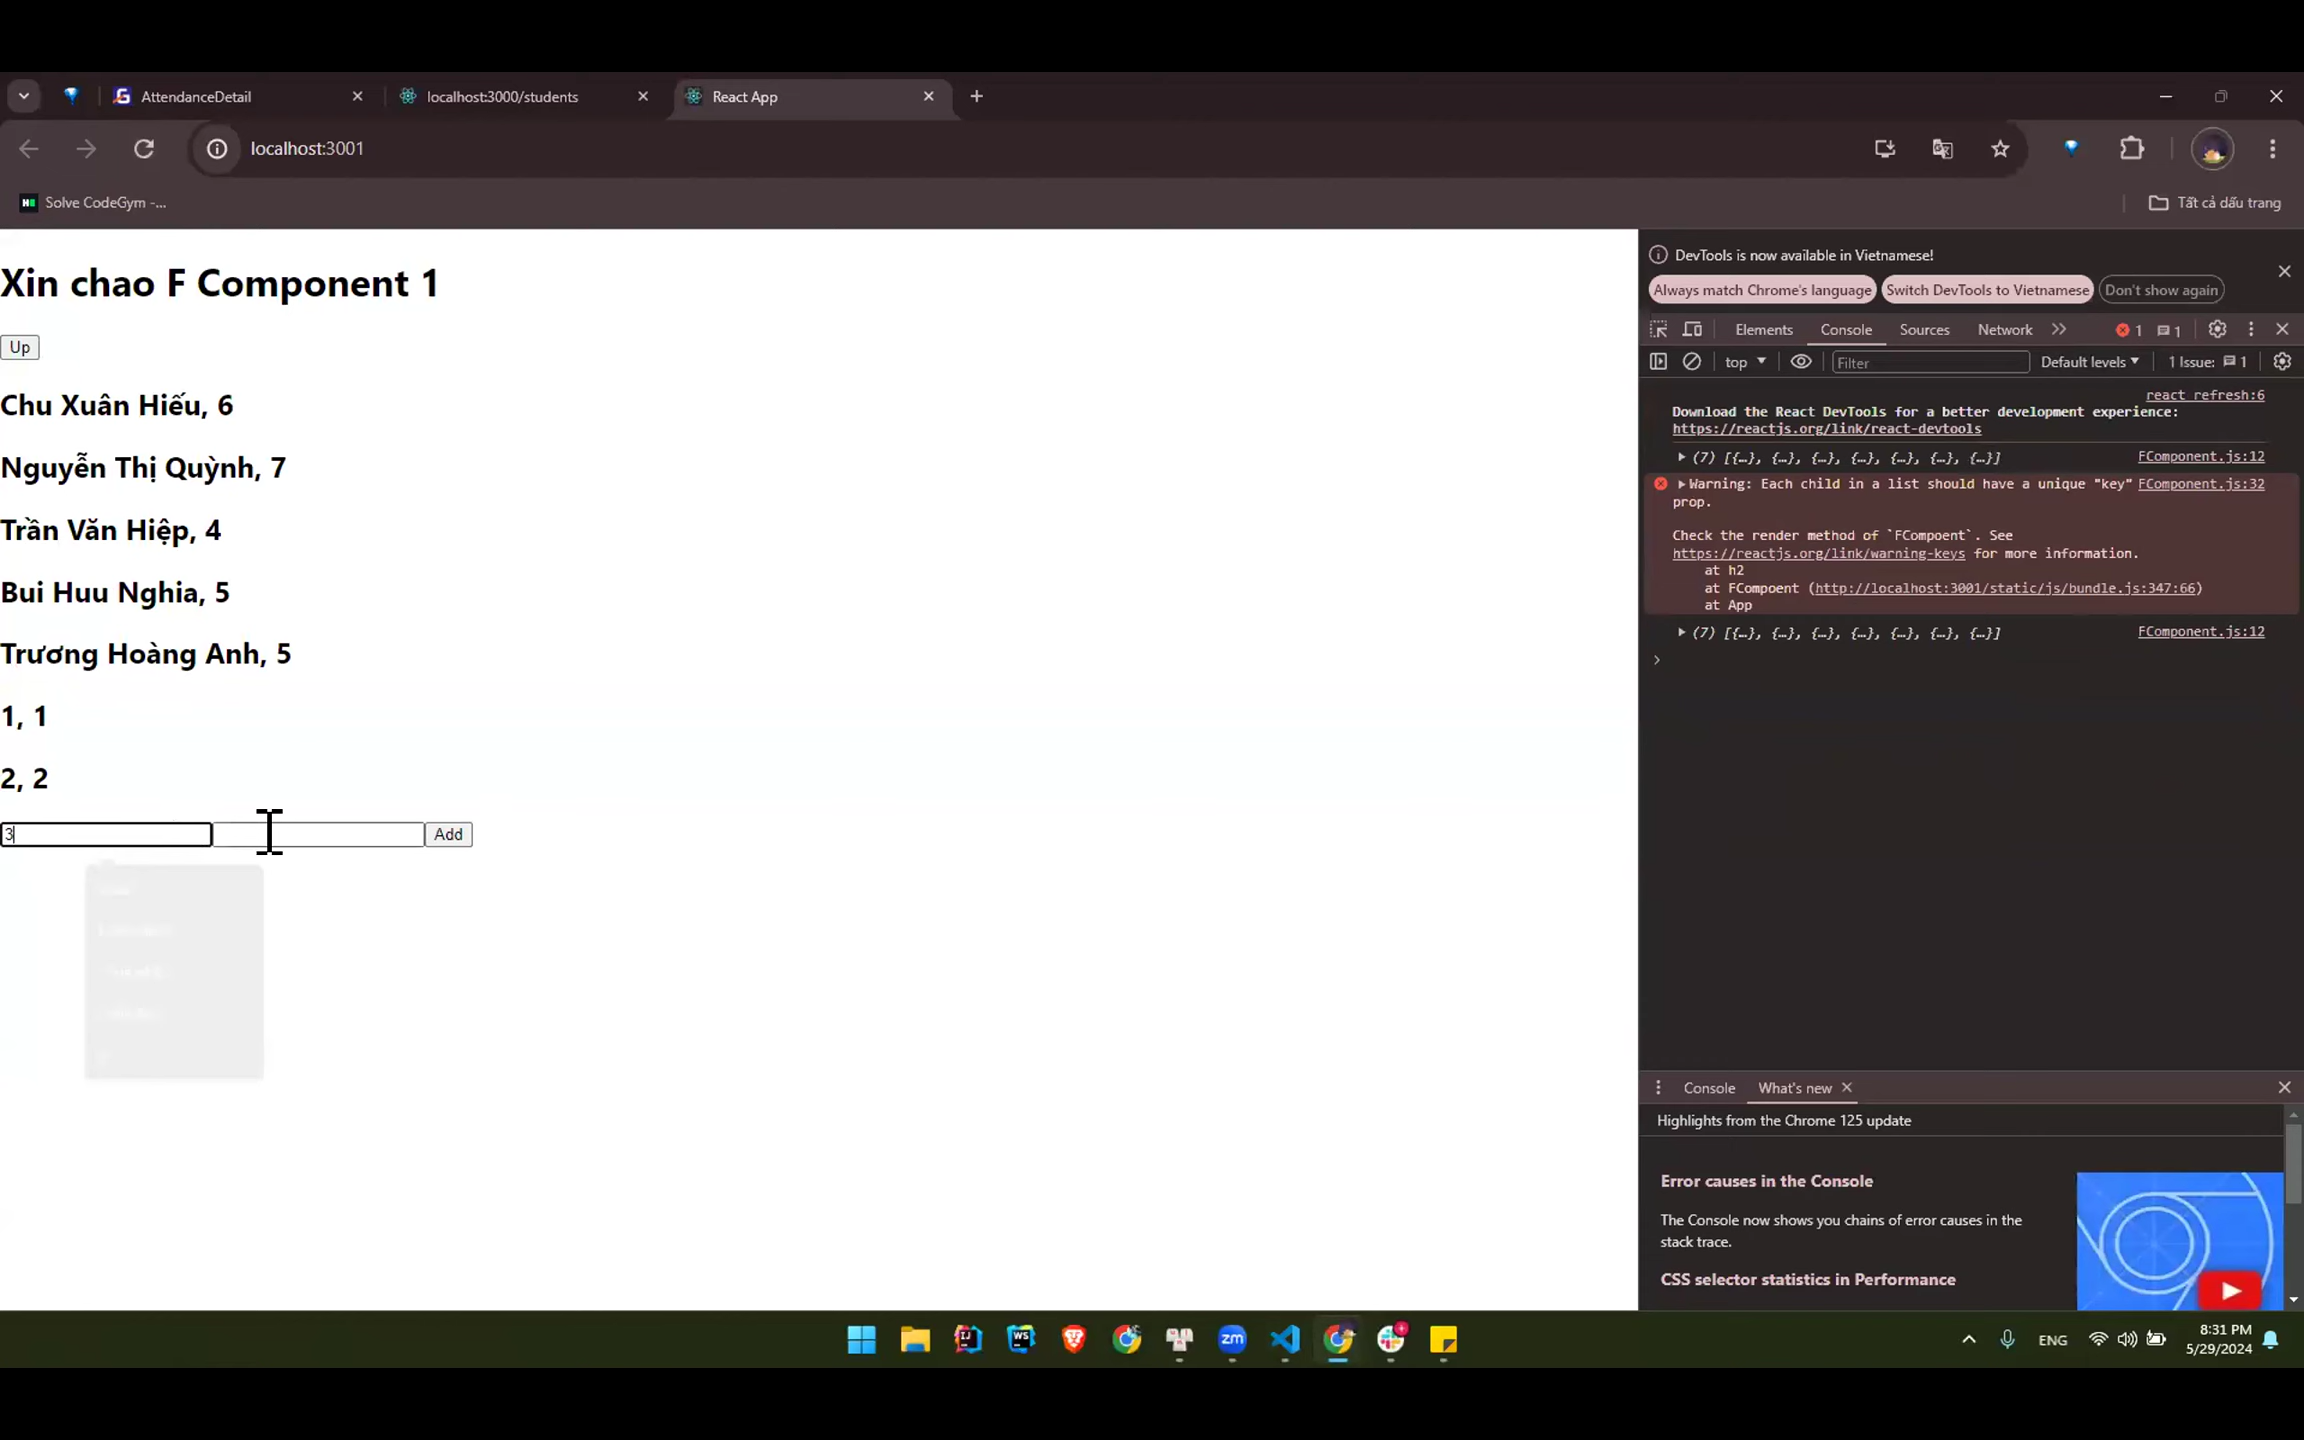 AttendanceDetail
localhost:3000/students
React App
localhost:3001
Solve CodeGym -...
Tất cả dấu trang
Xin chao F Component 1
Up
Chu Xuân Hiếu, 6
Nguyễn Thị Quỳnh, 7
Trần Văn Hiệp, 4
Bui Huu Nghia, 5
Trương Hoàng Anh, 5
1, 1
2, 2
3
Add
DevTools is now available in Vietnamese!
Always match Chrome's language
Switch DevTools to Vietnamese
Don't show again
Elements
Console
Sources
Network
1
1
top
Filter
Default levels
1 Issue:
1
react refresh:6
Download the React DevTools for a better development experience:
https://reactjs.org/link/react-devtools
(7) [{…}, {…}, {…}, {…}, {…}, {…}, {…}]
FComponent.js:12
Warning: Each child in a list should have a unique "key"
FComponent.js:32
prop.
Check the render method of `FCompoent`. See
https://reactjs.org/link/warning-keys for more information.
at h2
at FCompoent (http://localhost:3001/static/js/bundle.js:347:66)
at App
(7) [{…}, {…}, {…}, {…}, {…}, {…}, {…}]
FComponent.js:12
Console
What's new
Highlights from the Chrome 125 update
Error causes in the Console
The Console now shows you chains of error causes in the
stack trace.
CSS selector statistics in Performance
IJ
WS
zm
ENG
8:31 PM
5/29/2024